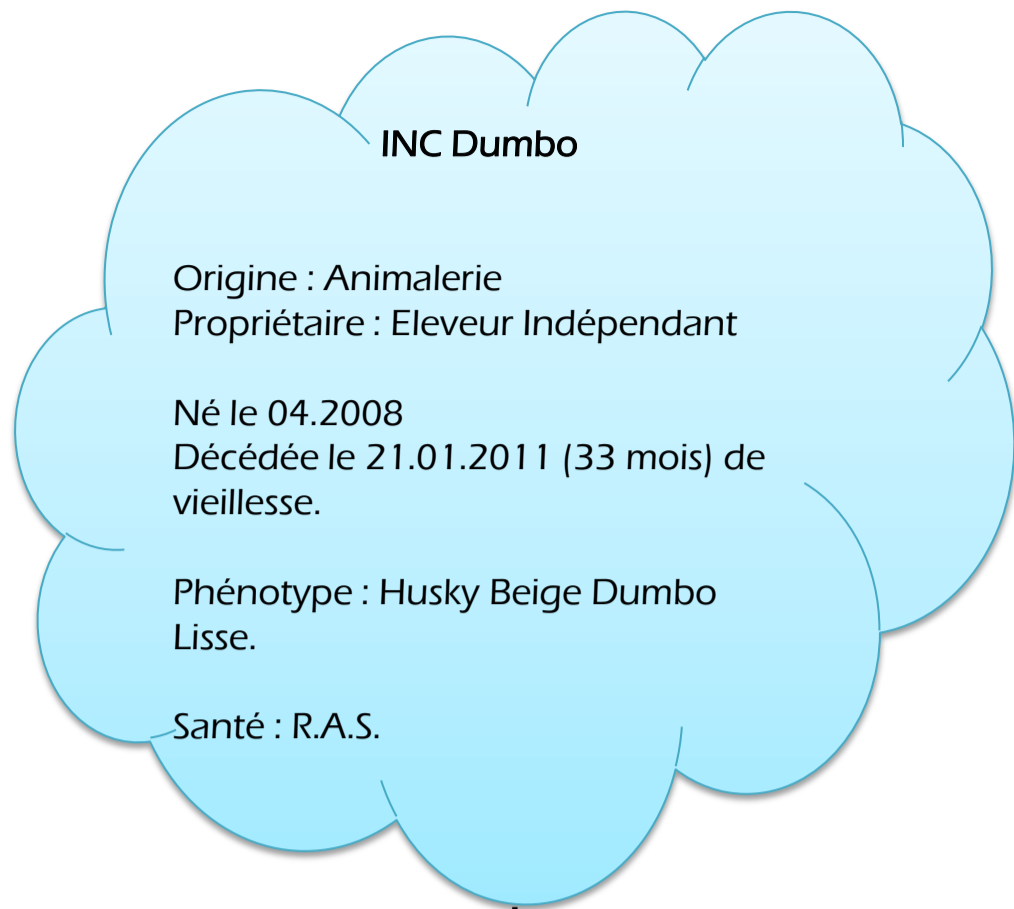 INC Dumbo
Origine : Animalerie
Propriétaire : Eleveur Indépendant
Né le 04.2008
Décédée le 21.01.2011 (33 mois) de
vieillesse.
Phénotype : Husky Beige Dumbo
Lisse.
Santé : R.A.S.